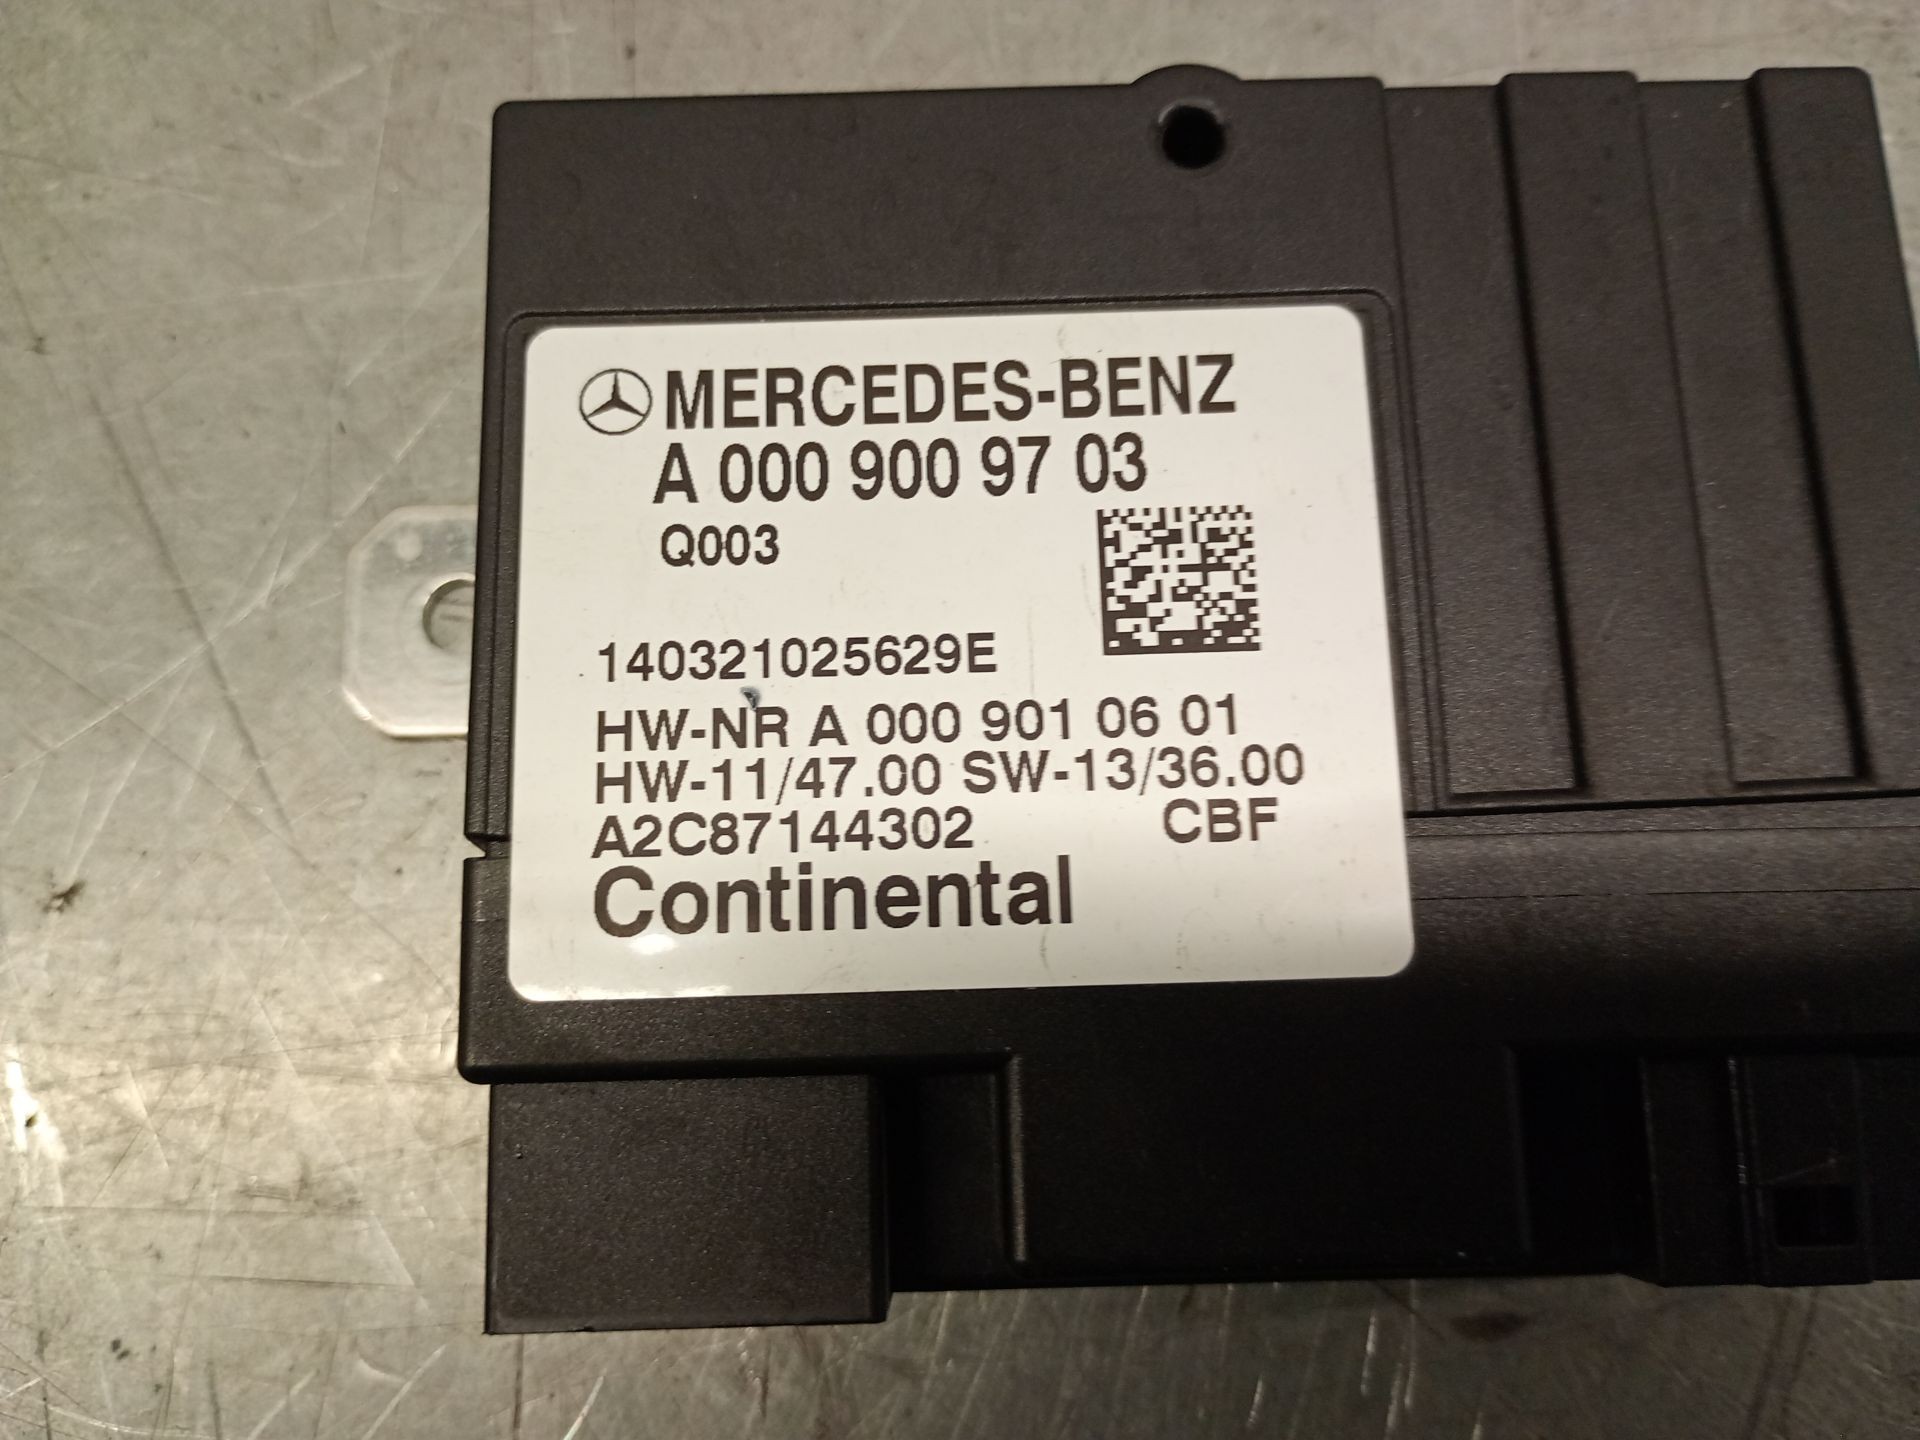 MERCEDES-BENZ
A 000 900 97 03
Q003
140321025629E
HW-NR A 000 901 06 01
HW-11/47.00 SW-13/36.00
A2C87144302 CBF
Continental